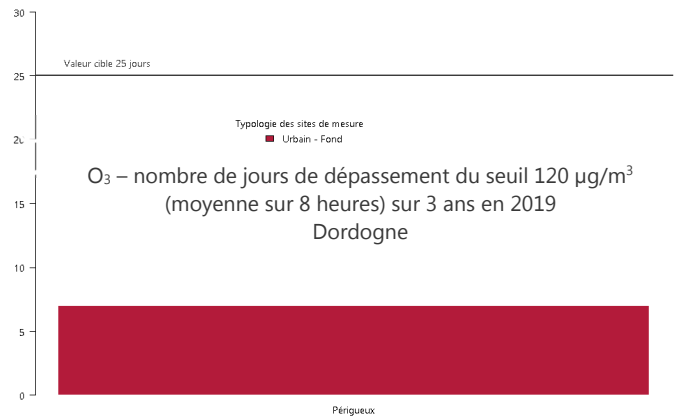 30
Valeur cible 25 jours
25
Typologie des sites de mesure
Urbain - Fond
20
O₃ – nombre de jours de dépassement du seuil 120 µg/m³
(moyenne sur 8 heures) sur 3 ans en 2019
Dordogne
15
10
5
0
Périgueux